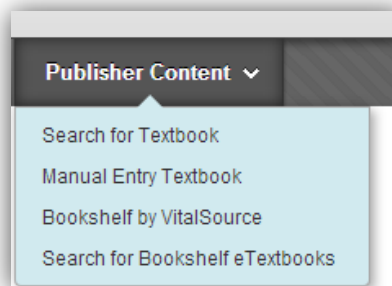 Publisher Content
Search for Textbook
Manual Entry Textbook
Bookshelf by VitalSource
Search for Bookshelf eTextbooks